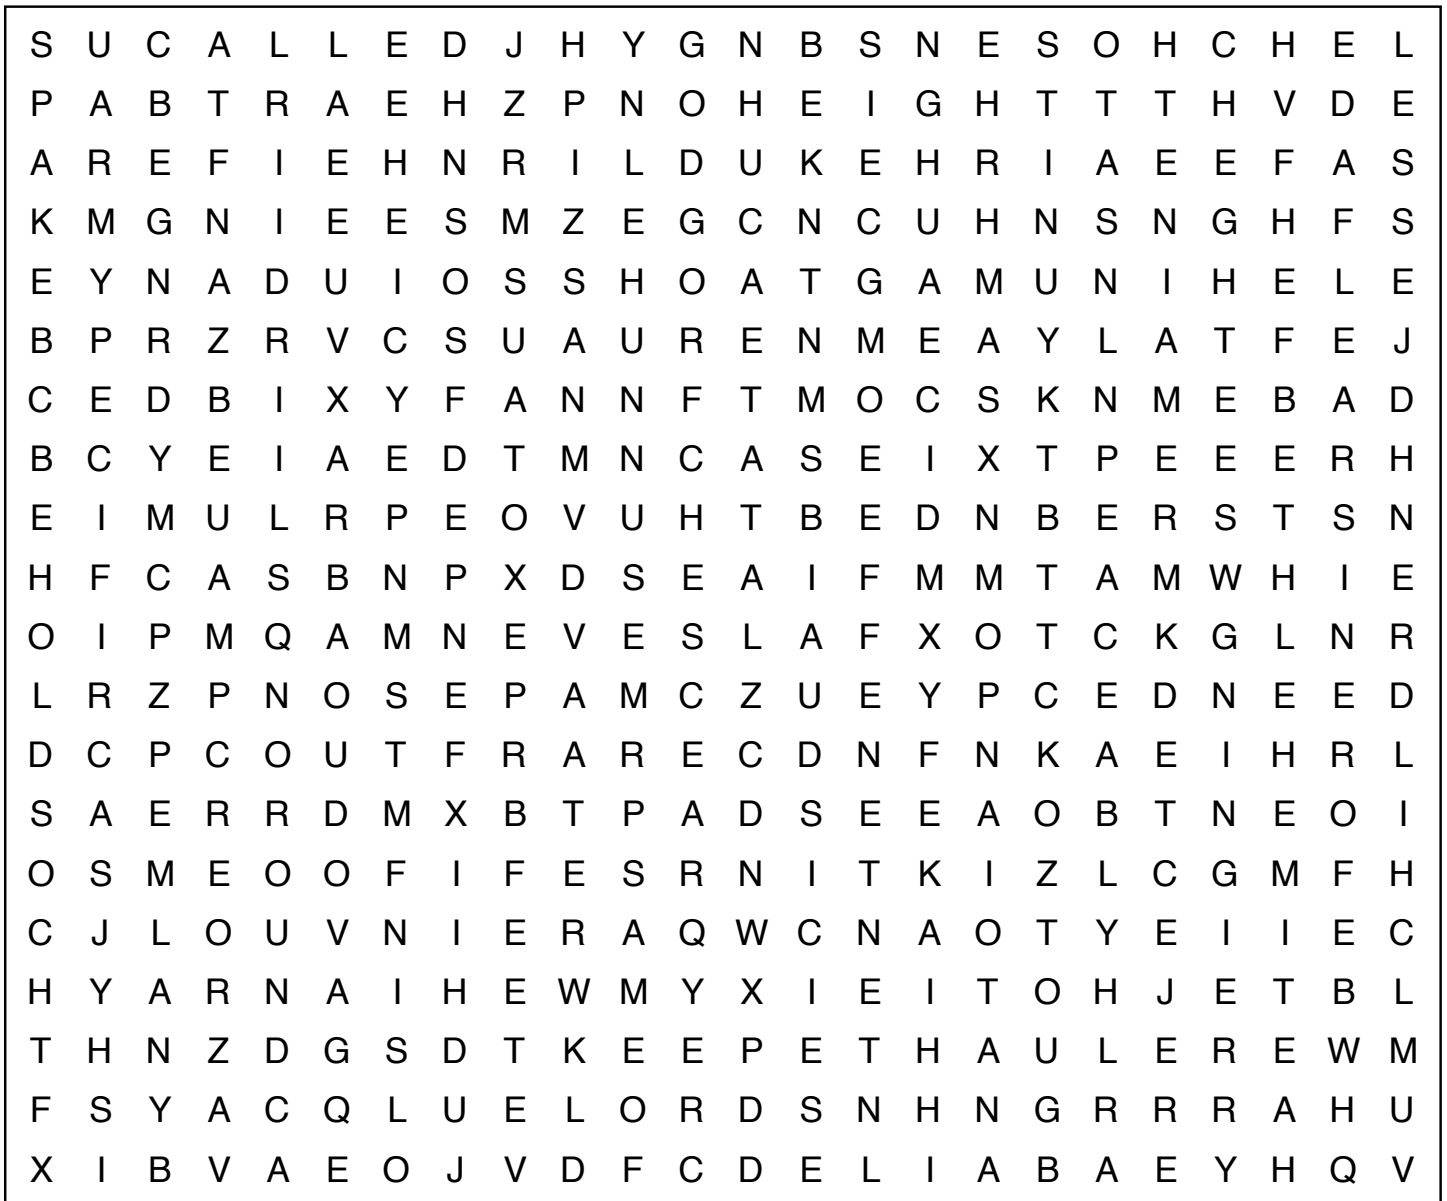 S U C A L L E D J H Y G N B S N E S O H C H E L
P A B T R A E H Z P N O H E I G H T T T H V D E
A R E F I E H N R I L D U K E H R I A E E F A S
K M G N I E E S M Z E G C N C U H N S N G H F S
E Y N A D U I O S S H O A T G A M U N I H E L E
B P R Z R V C S U A U R E N M E A Y L A T F E J
C E D B I X Y F A N N F T M O C S K N M E B A D
B C Y E I A E D T M N C A S E I X T P E E E R H
E I M U L R P E O V U H T B E D N B E R S T S N
H F C A S B N P X D S E A I F M M T A M W H I E
O I P M Q A M N E V E S L A F X O T C K G L N R
L R Z P N O S E P A M C Z U E Y P C E D N E E D
D C P C O U T F R A R E C D N F N K A E I H R L
S A E R R D M X B T P A D S E E A O B T N E O I
O S M E O O F I F E S R N I T K I Z L C G M F H
C J L O U V N I E R A Q W C N A O T Y E I I E C
H Y A R N A I H E W M Y X I E I T O H J E T B L
T H N Z D G S D T K E E P E T H A U L E R E W M
F S Y A C Q L U E L O R D S N H N G R R R A H U
X I B V A E O J V D F C D E L I A B A E Y H Q V